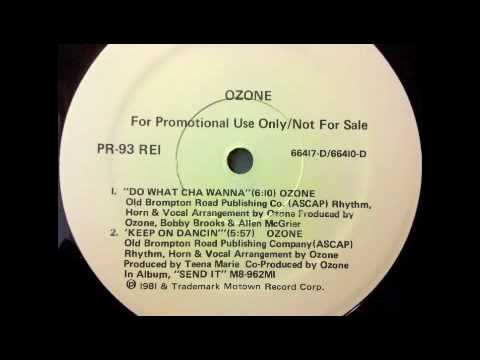 OZONE
For Promotional Use Only/Not For Sale
PR-93 REI
66417-D/66410-D
1. "DO WHAT CHA WANNA"(6:10) OZONE
Old Brompton Road Publishing Co. (ASCAP) Rhythm,
Horn & Vocal Arrangement by Ozone Produced by
Ozone, Bobby Brooks & Allen McGrier
2. 'KEEP ON DANCIN'"(5:57) OZONE
Old Brompton Road Publishing Company(ASCAP)
Rhythm, Horn & Vocal Arrangement by Ozone
Produced by Teena Marie Co-Produced by Ozone
In Album, "SEND IT" M8-962MI
℗ 1981 & Trademark Motown Record Corp.